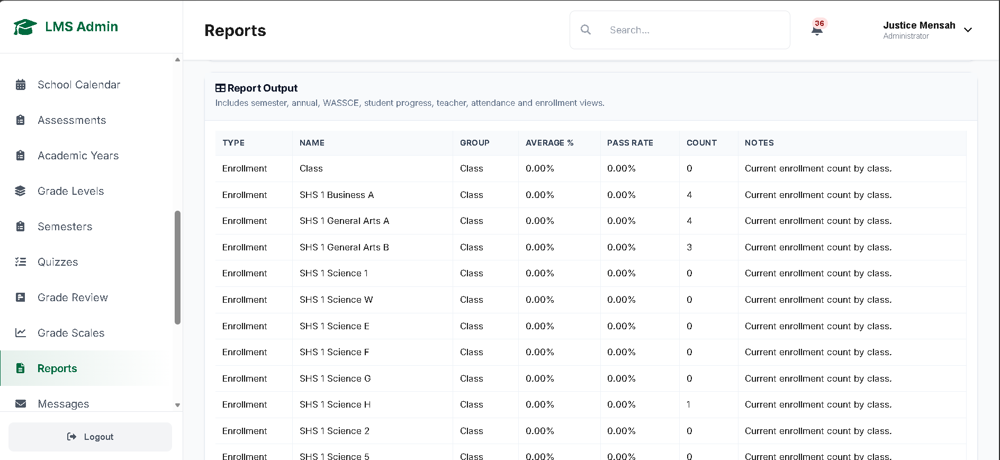 LMS Admin
Reports
Search...
36
Justice Mensah
Administrator
School Calendar
Assessments
Academic Years
Grade Levels
Semesters
Quizzes
Grade Review
Grade Scales
Reports
Messages
Logout
Report Output
Includes semester, annual, WASSCE, student progress, teacher, attendance and enrollment views.
TYPE NAME GROUP AVERAGE % PASS RATE COUNT NOTES
Enrollment Class Class 0.00% 0.00% 0 Current enrollment count by class.
Enrollment SHS 1 Business A Class 0.00% 0.00% 4 Current enrollment count by class.
Enrollment SHS 1 General Arts A Class 0.00% 0.00% 4 Current enrollment count by class.
Enrollment SHS 1 General Arts B Class 0.00% 0.00% 3 Current enrollment count by class.
Enrollment SHS 1 Science 1 Class 0.00% 0.00% 0 Current enrollment count by class.
Enrollment SHS 1 Science W Class 0.00% 0.00% 0 Current enrollment count by class.
Enrollment SHS 1 Science E Class 0.00% 0.00% 0 Current enrollment count by class.
Enrollment SHS 1 Science F Class 0.00% 0.00% 0 Current enrollment count by class.
Enrollment SHS 1 Science G Class 0.00% 0.00% 0 Current enrollment count by class.
Enrollment SHS 1 Science H Class 0.00% 0.00% 1 Current enrollment count by class.
Enrollment SHS 1 Science 2 Class 0.00% 0.00% 0 Current enrollment count by class.
Enrollment SHS 1 Science 5 Class 0.00% 0.00% 0 Current enrollment count by class.